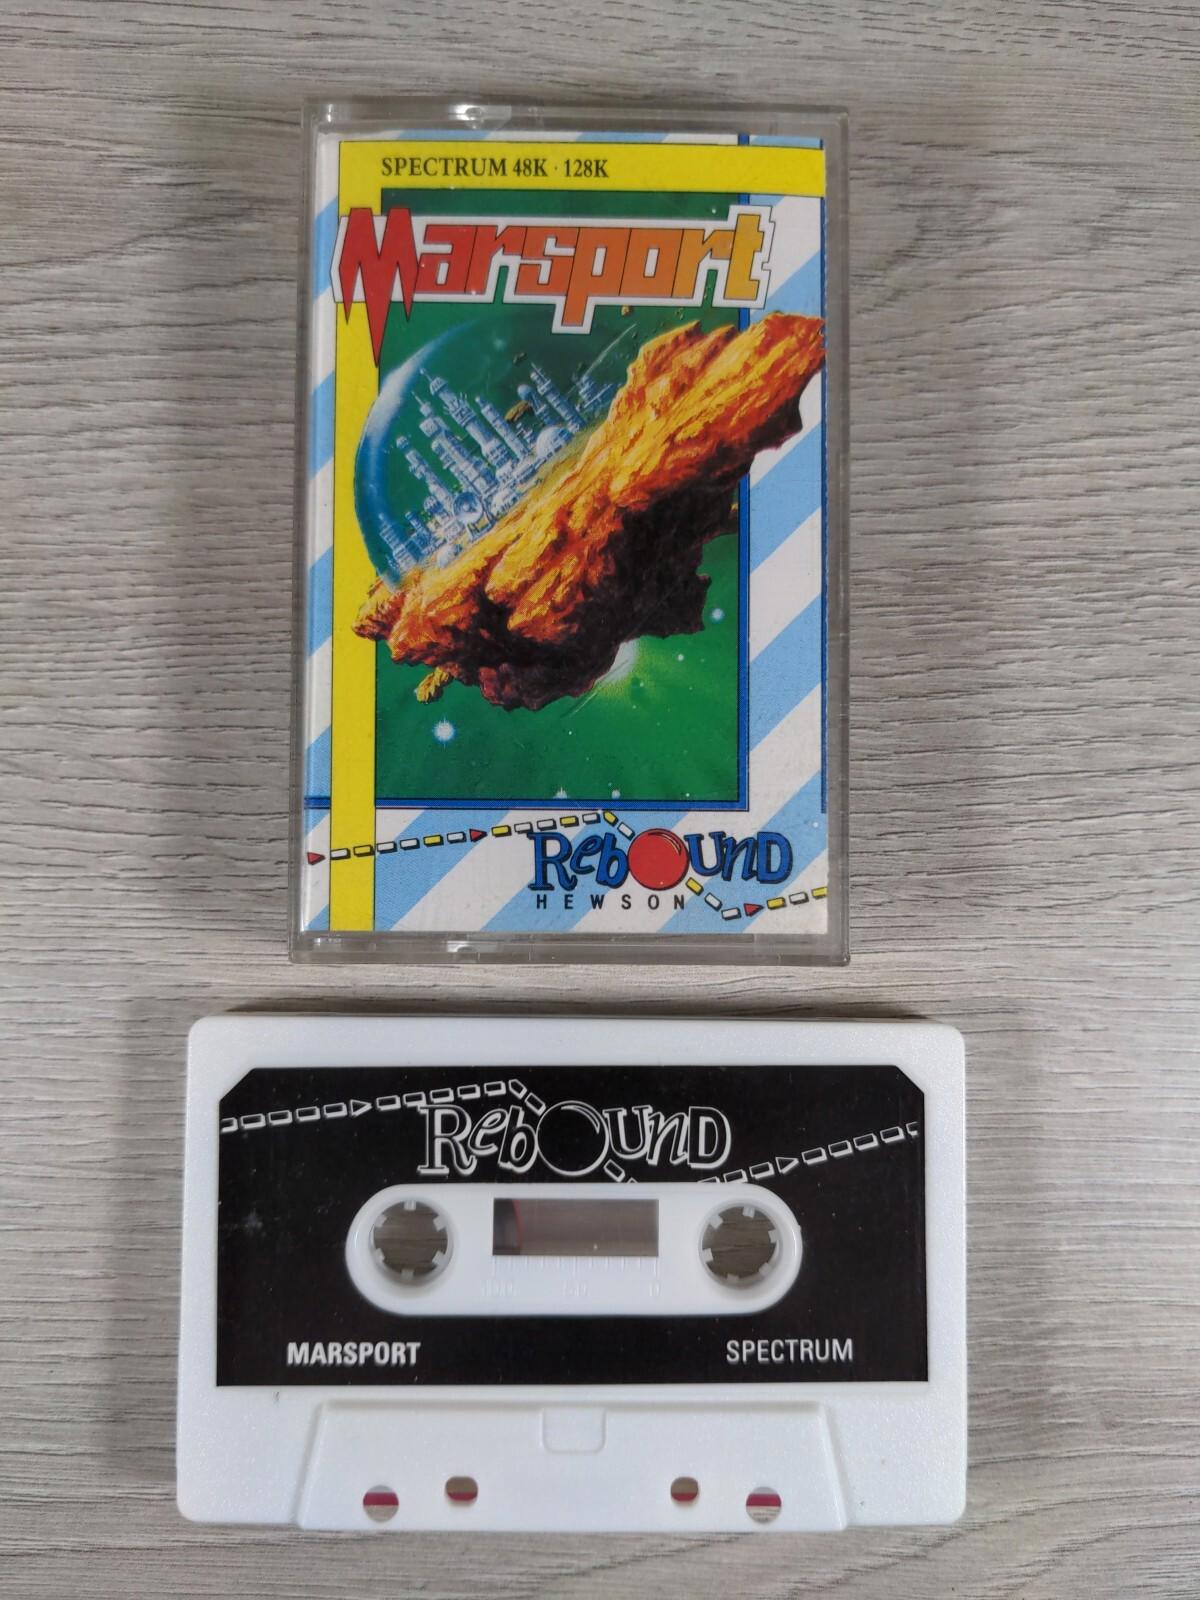 SPECTRUM 48K · 128K
Marsport
RebOUnD
HEWSON
RebOUnD
MARSPORT
SPECTRUM